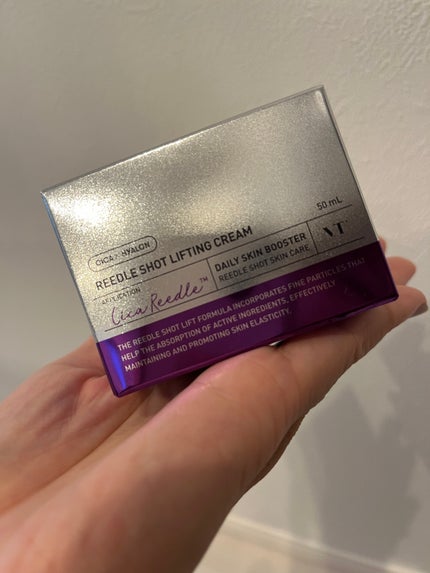 CICA × HYALON
REEDLE SHOT LIFTING CREAM
50 mL
APPLICATION
Cica Reedle™
DAILY SKIN BOOSTER
REEDLE SHOT SKIN CARE
VT
THE REEDLE SHOT LIFT FORMULA INCORPORATES FINE PARTICLES THAT
HELP THE ABSORPTION OF ACTIVE INGREDIENTS, EFFECTIVELY
MAINTAINING AND PROMOTING SKIN ELASTICITY.